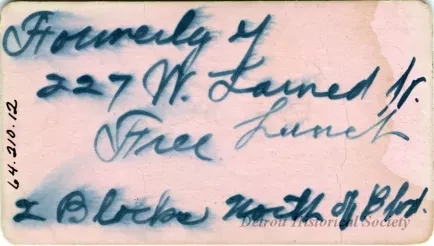 Formerly of
227 W. Larned St.
Free Lunch
2 Blocks North of Blvd.
Detroit Historical Society
64.210.12